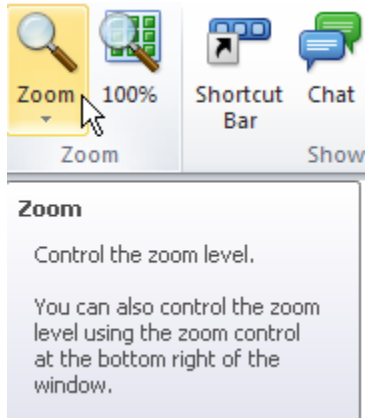 Zoom 100% Shortcut Bar Chat
Zoom Show
Zoom
Control the zoom level.
You can also control the zoom
level using the zoom control
at the bottom right of the
window.